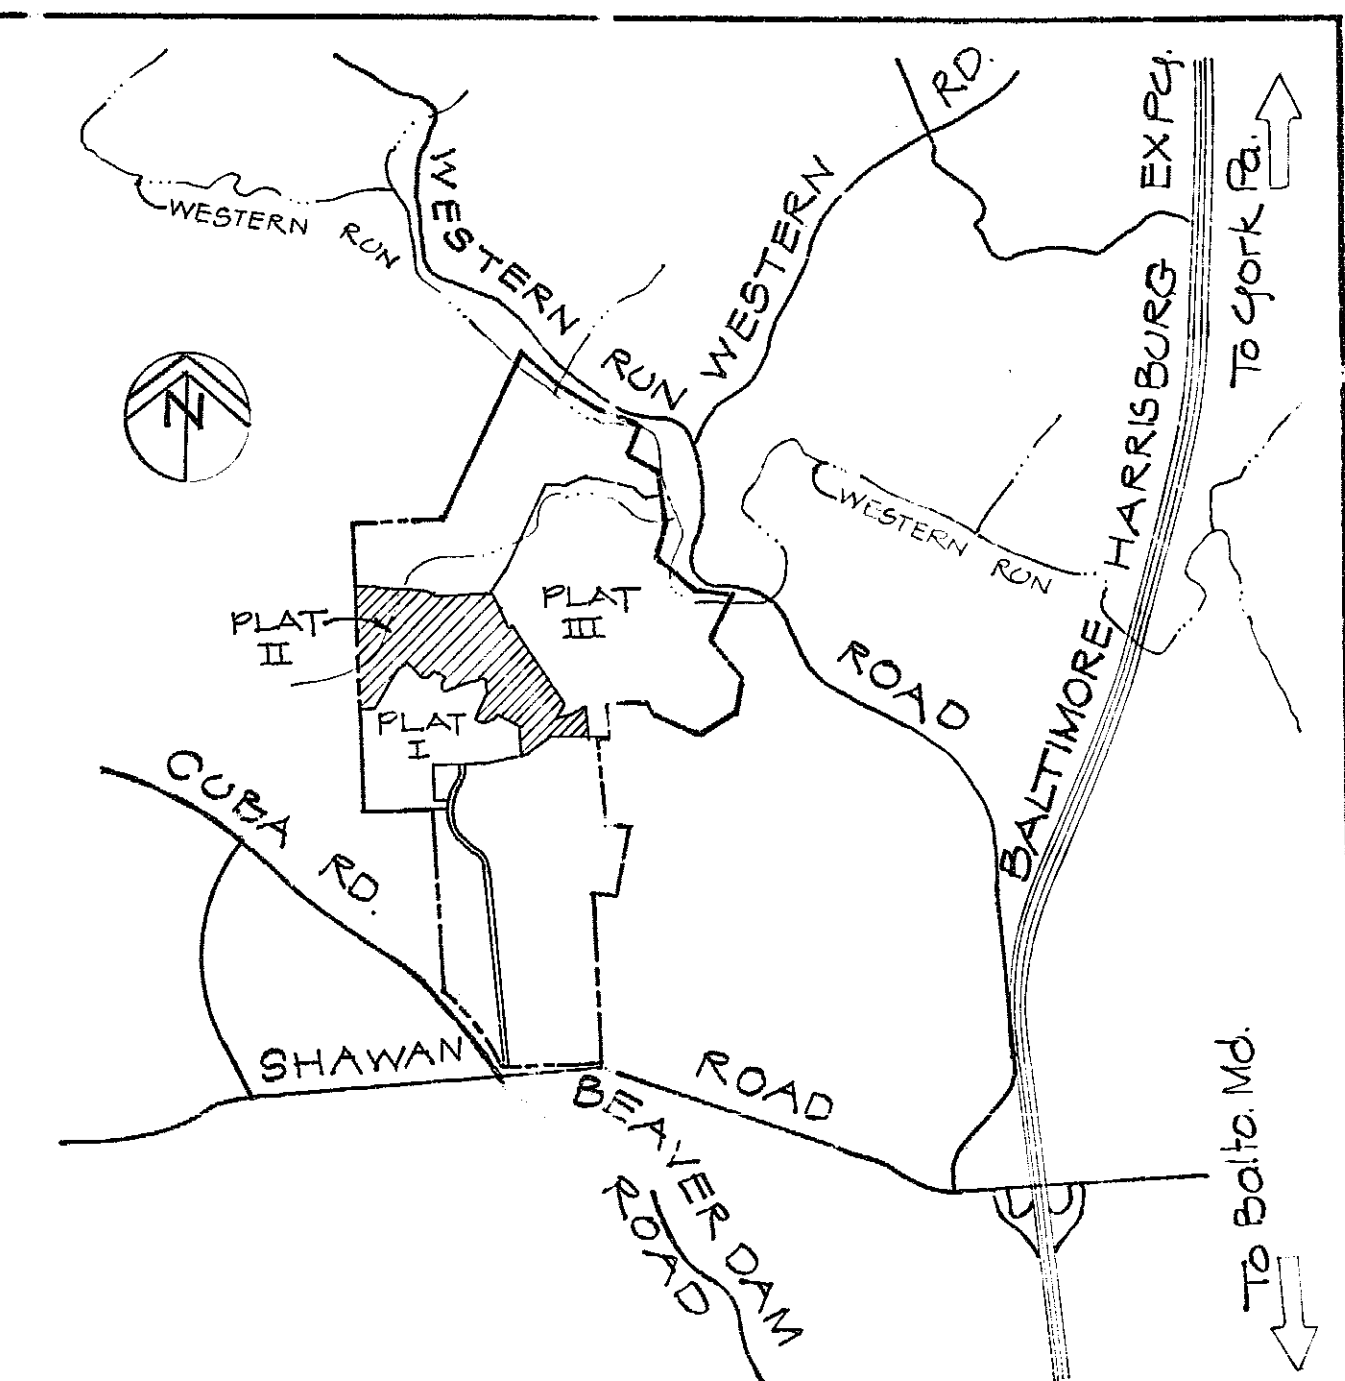 WESTERN RD.
BALTIMORE HARRISBURG EXPY.
To York Pa.
WESTERN RUN
WESTERN RUN ROAD
N
WESTERN RUN
PLAT
III
PLAT
II
PLAT
I
CUBA RD.
SHAWAN ROAD
BEAVER DAM
ROAD
To Balto. Md.